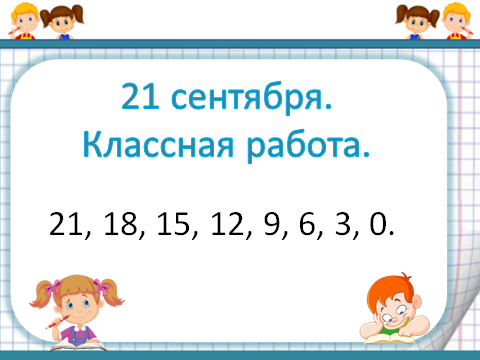 21 сентября.
Классная работа.
21, 18, 15, 12, 9, 6, 3, 0.